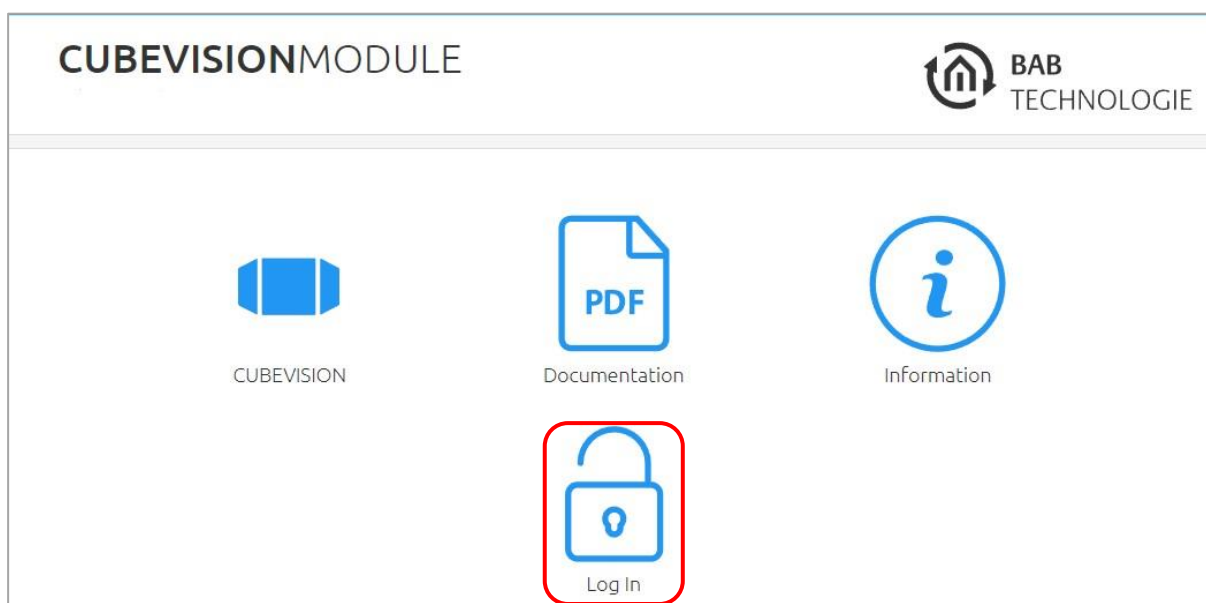 CUBEVISIONMODULE
BAB
TECHNOLOGIE
PDF
i
CUBEVISION
Documentation
Information
Log In